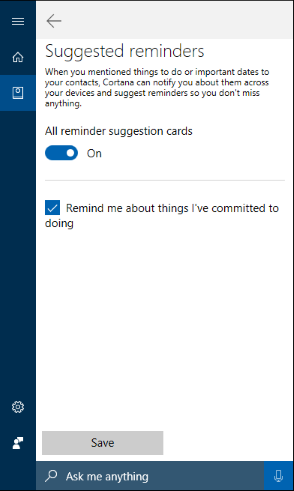 Suggested reminders
When you mentioned things to do or important dates to
your contacts, Cortana can notify you about them across
your devices and suggest reminders so you don't miss
anything.
All reminder suggestion cards
On
Remind me about things I've committed to
doing
Save
Ask me anything